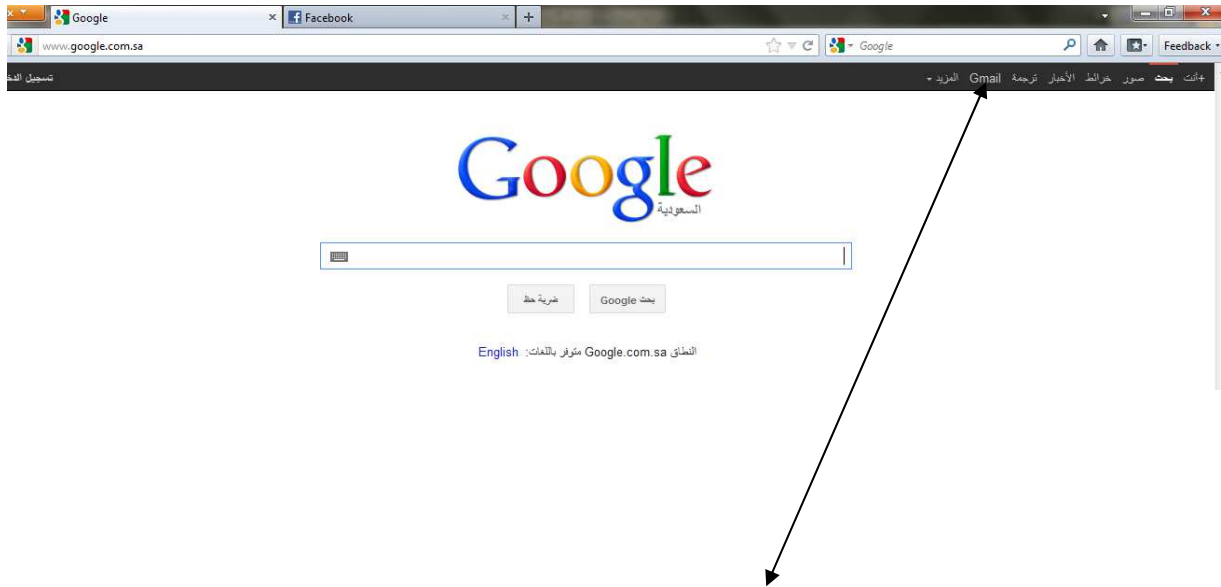 Google
Facebook
www.google.com.sa
Google
Feedback
+أنت بحث صور خرائط الأخبار ترجمة Gmail المزيد
تسجيل
Google
السعودية
بحث Google
ضربة حظ
النطاق Google.com.sa متوفر باللغات: English